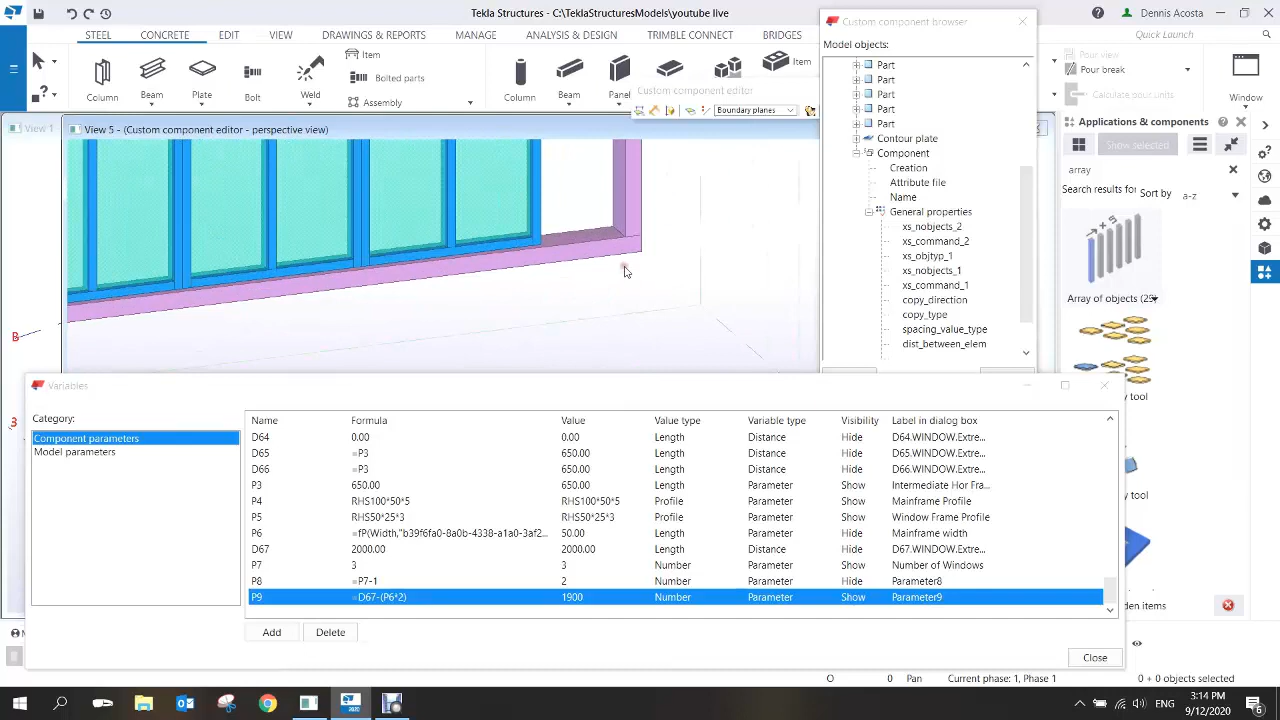 Tekla Structures - C:\TeklaStructuresModels\youtube live
Dennis Acosta
STEEL CONCRETE EDIT VIEW DRAWINGS & REPORTS MANAGE ANALYSIS & DESIGN TRIMBLE CONNECT BRIDGES
Quick Launch
Column Beam Plate Bolt Weld
Item
Bolted parts
Assembly
Column Beam Panel
Item
Custom component editor
Boundary planes
Pour view
Pour break
Calculate pour units
Window
Custom component browser
Model objects:
Part
Part
Part
Part
Part
Contour plate
Component
Creation
Attribute file
Name
General properties
xs_nobjects_2
xs_command_2
xs_objtyp_1
xs_nobjects_1
xs_command_1
copy_direction
copy_type
spacing_value_type
dist_between_elem
View 1
View 5 - (Custom component editor - perspective view)
B
3
Applications & components
Show selected
array
Search results for
Sort by a-z
Array of objects (29)
Variables
Category:
Component parameters
Model parameters
Name Formula Value Value type Variable type Visibility Label in dialog box
D64 0.00 0.00 Length Distance Hide D64.WINDOW.Extre...
D65 =P3 650.00 Length Distance Hide D65.WINDOW.Extre...
D66 =P3 650.00 Length Distance Hide D66.WINDOW.Extre...
P3 650.00 650.00 Length Parameter Show Intermediate Hor Fra...
P4 RHS100*50*5 RHS100*50*5 Profile Parameter Show Mainframe Profile
P5 RHS50*25*3 RHS50*25*3 Profile Parameter Show Window Frame Profile
P6 =fP(Width,"b39f6fa0-8a0b-4338-a1a0-3af2... 50.00 Length Parameter Hide Mainframe width
D67 2000.00 2000.00 Length Distance Hide D67.WINDOW.Extre...
P7 3 3 Number Parameter Show Number of Windows
P8 =P7-1 2 Number Parameter Hide Parameter8
P9 =D67-(P6*2) 1900 Number Parameter Show Parameter9
Add Delete
Close
O 0 Pan Current phase: 1, Phase 1 0 + 0 objects selected
ENG
3:14 PM
9/12/2020